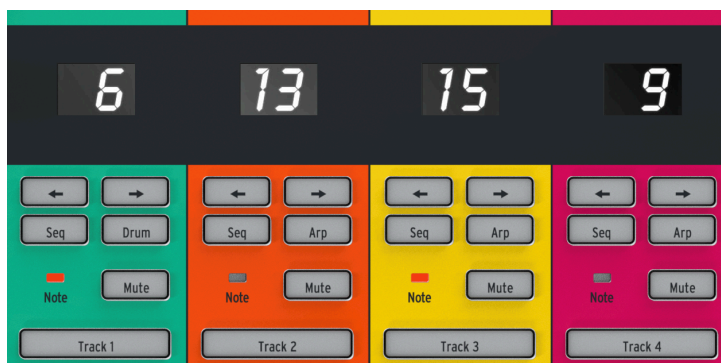 6 13 15 9
← → ← → ← → ← →
Seq Drum Seq Arp Seq Arp Seq Arp
Note Mute Note Mute Note Mute Note Mute
Track 1 Track 2 Track 3 Track 4